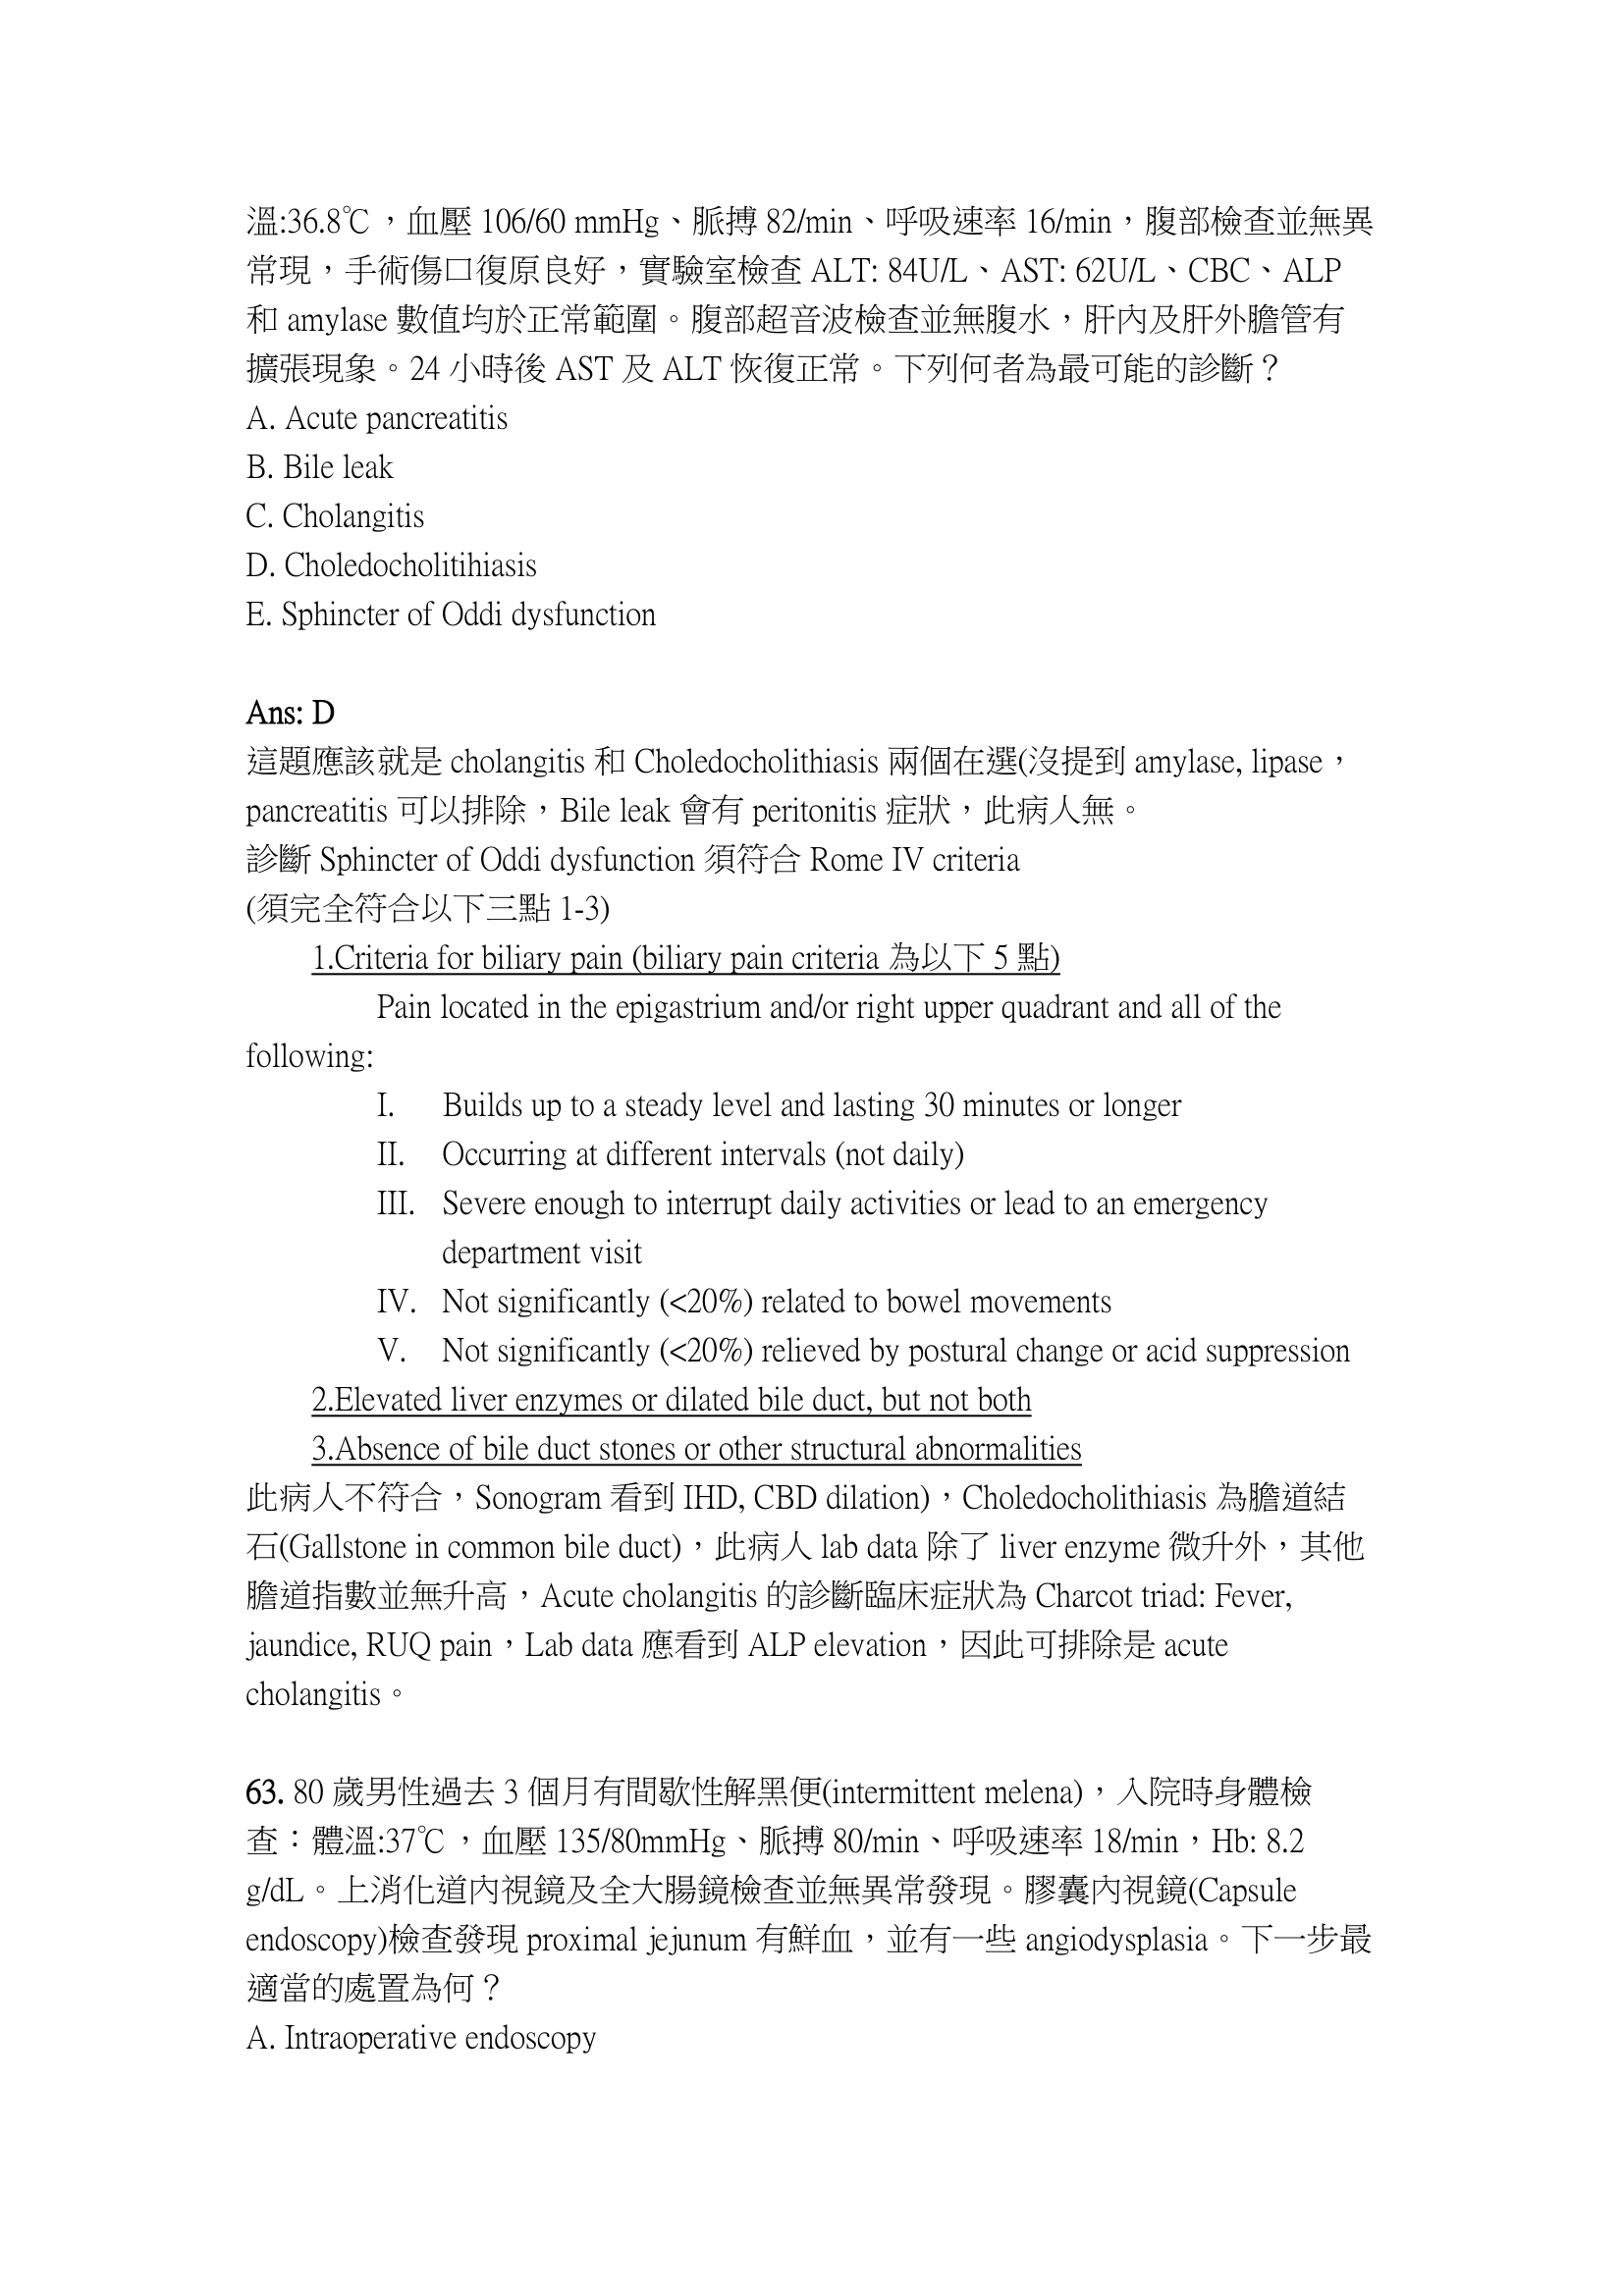 溫:36.8℃，血壓 106/60 mmHg、脈搏 82/min、呼吸速率 16/min，腹部檢查並無異
常現，手術傷口復原良好，實驗室檢查 ALT: 84U/L、AST: 62U/L、CBC、ALP
和 amylase 數值均於正常範圍。腹部超音波檢查並無腹水，肝內及肝外膽管有
擴張現象。24 小時後 AST 及 ALT 恢復正常。下列何者為最可能的診斷？
A. Acute pancreatitis
B. Bile leak
C. Cholangitis
D. Choledocholitihiasis
E. Sphincter of Oddi dysfunction
Ans: D
這題應該就是 cholangitis 和 Choledocholithiasis 兩個在選(沒提到 amylase, lipase，
pancreatitis 可以排除，Bile leak 會有 peritonitis 症狀，此病人無。
診斷 Sphincter of Oddi dysfunction 須符合 Rome IV criteria
(須完全符合以下三點 1-3)
1.Criteria for biliary pain (biliary pain criteria 為以下 5 點)
Pain located in the epigastrium and/or right upper quadrant and all of the
following:
I. Builds up to a steady level and lasting 30 minutes or longer
II. Occurring at different intervals (not daily)
III. Severe enough to interrupt daily activities or lead to an emergency
department visit
IV. Not significantly (<20%) related to bowel movements
V. Not significantly (<20%) relieved by postural change or acid suppression
2.Elevated liver enzymes or dilated bile duct, but not both
3.Absence of bile duct stones or other structural abnormalities
此病人不符合，Sonogram 看到 IHD, CBD dilation)，Choledocholithiasis 為膽道結
石(Gallstone in common bile duct)，此病人 lab data 除了 liver enzyme 微升外，其他
膽道指數並無升高，Acute cholangitis 的診斷臨床症狀為 Charcot triad: Fever,
jaundice, RUQ pain，Lab data 應看到 ALP elevation，因此可排除是 acute
cholangitis。
63. 80 歲男性過去 3 個月有間歇性解黑便(intermittent melena)，入院時身體檢
查：體溫:37℃，血壓 135/80mmHg、脈搏 80/min、呼吸速率 18/min，Hb: 8.2
g/dL。上消化道內視鏡及全大腸鏡檢查並無異常發現。膠囊內視鏡(Capsule
endoscopy)檢查發現 proximal jejunum 有鮮血，並有一些 angiodysplasia。下一步最
適當的處置為何？
A. Intraoperative endoscopy